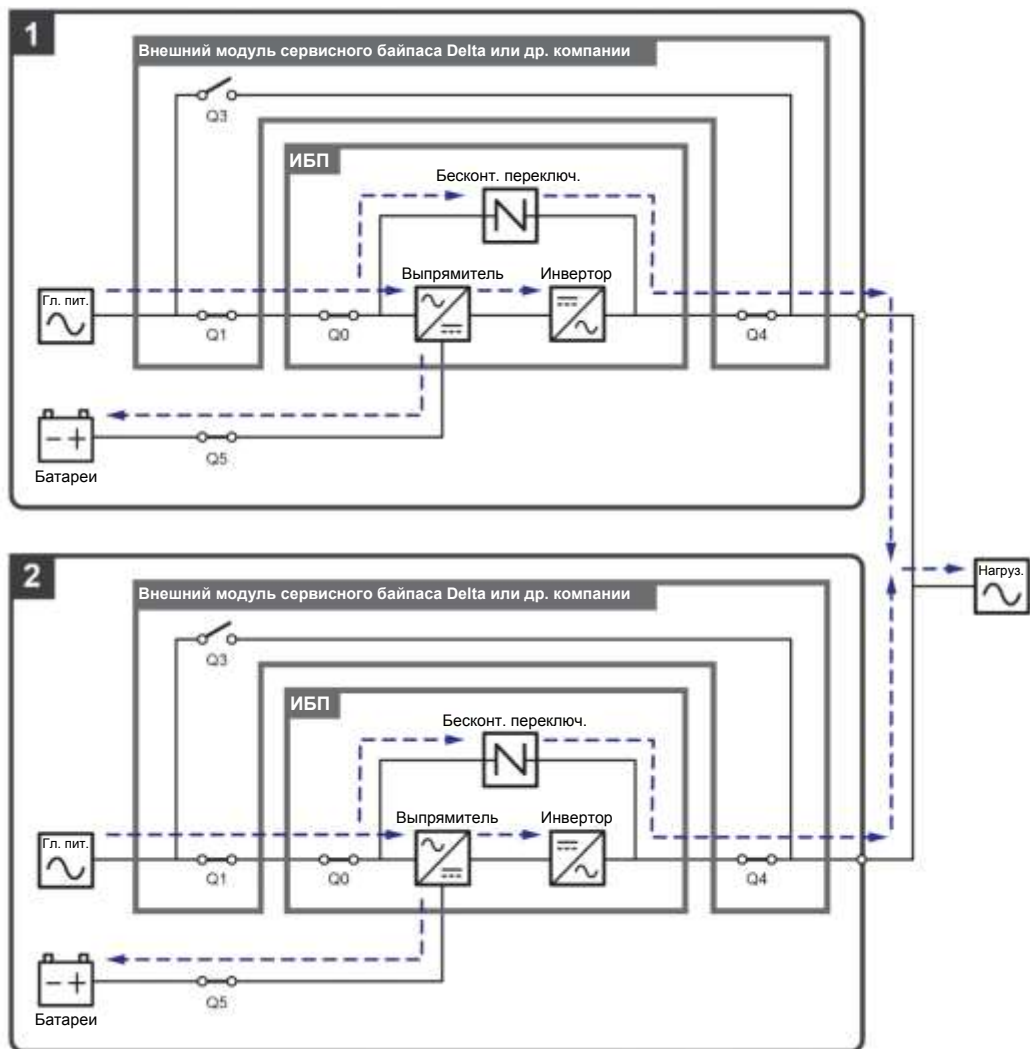 1
Внешний модуль сервисного байпаса Delta или др. компании
Q3
ИБП
Бесконт. переключ.
Выпрямитель
Инвертор
Гл. пит.
Q1
Q0
Q4
Q5
Батареи
2
Внешний модуль сервисного байпаса Delta или др. компании
Нагруз.
Q3
ИБП
Бесконт. переключ.
Выпрямитель
Инвертор
Гл. пит.
Q1
Q0
Q4
Q5
Батареи